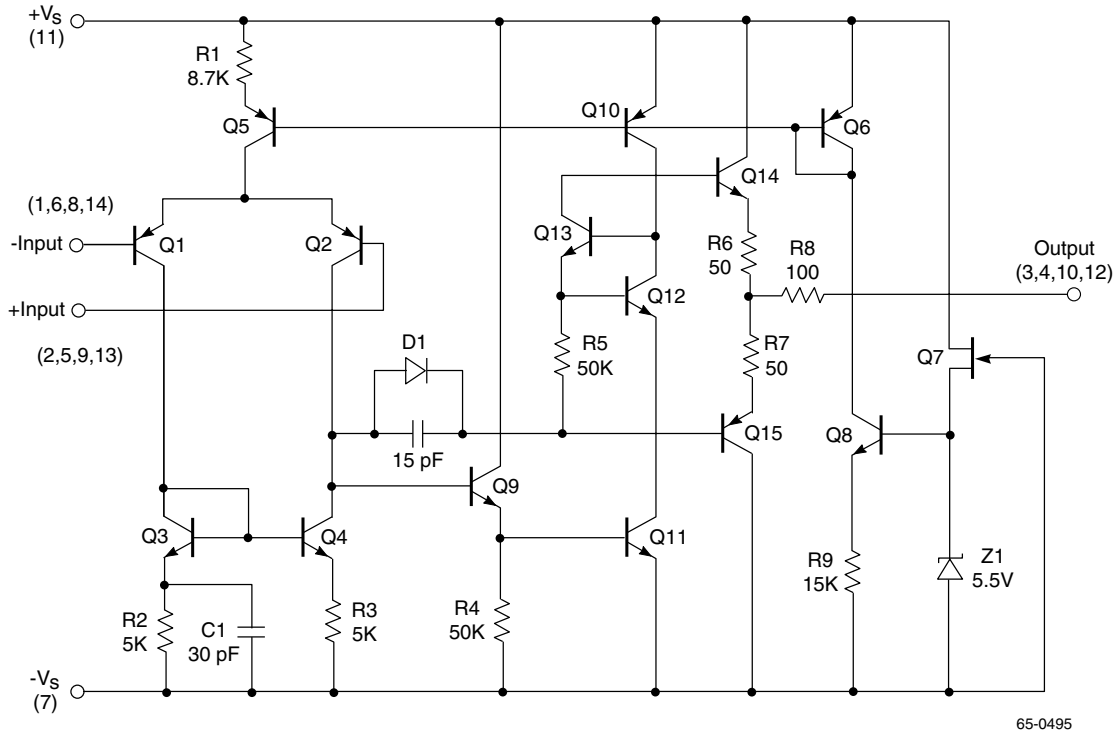 +VS
(11)
R1
8.7K
Q5
Q10
Q6
Q14
(1,6,8,14)
-Input
Q1
Q2
Q13
R6
50
R8
100
Output
(3,4,10,12)
+Input
Q12
(2,5,9,13)
D1
R5
50K
R7
50
Q7
15 pF
Q15
Q8
Q9
Q3
Q4
Q11
R2
5K
C1
30 pF
R3
5K
R4
50K
R9
15K
Z1
5.5V
-VS
(7)
65-0495